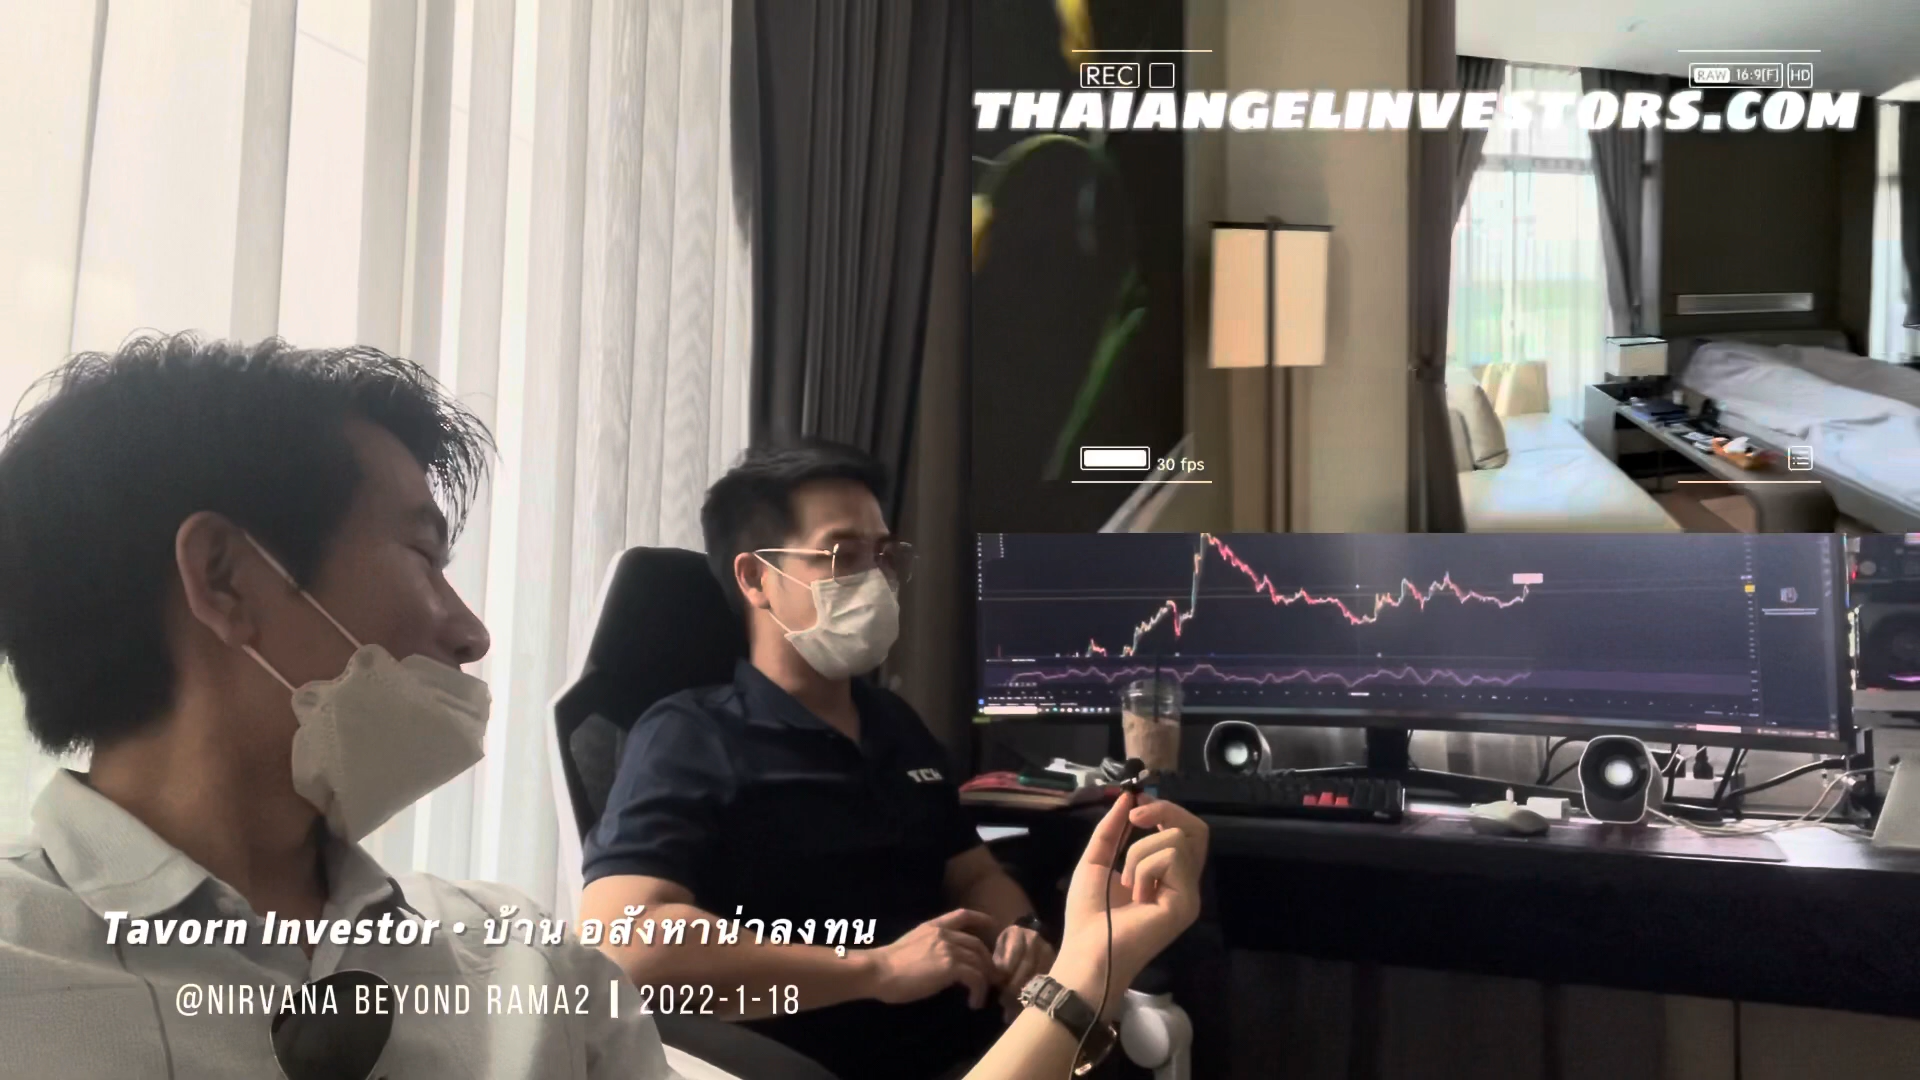 REC
RAW 16:9[F] HD
THAIANGELINVESTORS.COM
30 fps
TCH
Tavorn Investor • บ้าน อสังหาน่าลงทุน
@NIRVANA BEYOND RAMA2 | 2022-1-18